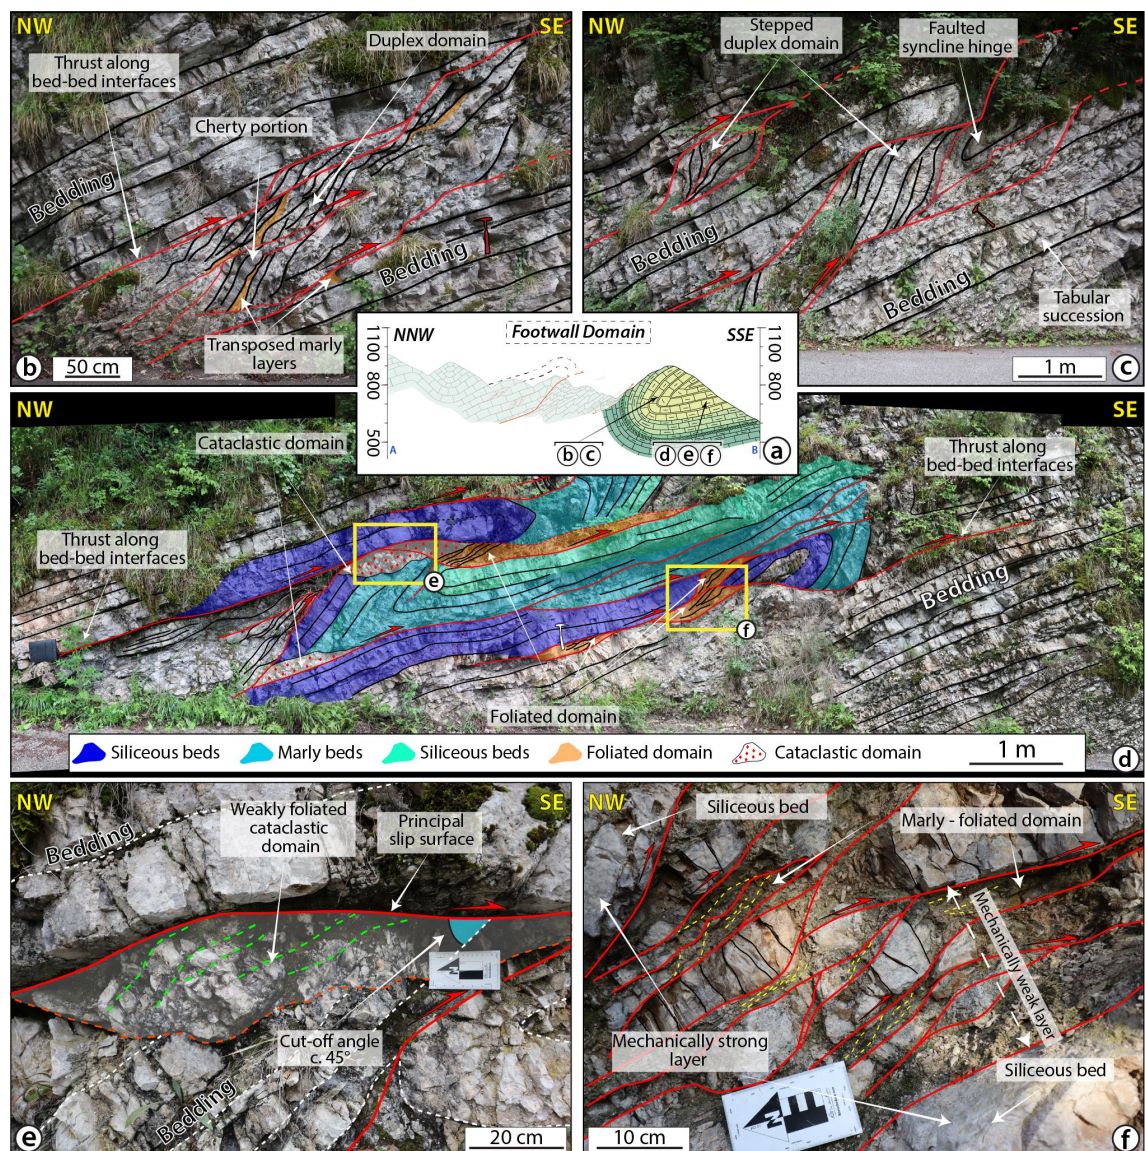 NW
SE
Duplex domain
Thrust along
bed-bed interfaces
Cherty portion
Bedding
Bedding
Transposed marly
layers
b
50 cm
NW
SE
Stepped
duplex domain
Faulted
syncline hinge
Bedding
Bedding
Tabular
succession
1 m
c
NNW
Footwall Domain
SSE
1100
800
500
1100
800
500
A
B
b c
d e f
a
NW
SE
Cataclastic domain
Thrust along
bed-bed interfaces
Thrust along
bed-bed interfaces
Bedding
e
f
Foliated domain
Siliceous beds
Marly beds
Siliceous beds
Foliated domain
Cataclastic domain
1 m
d
NW
SE
Bedding
Weakly foliated
cataclastic
domain
Principal
slip surface
Cut-off angle
c. 45°
Bedding
e
20 cm
NW
SE
Siliceous bed
Marly - foliated domain
Mechanically weak layer
Mechanically strong
layer
Siliceous bed
10 cm
f